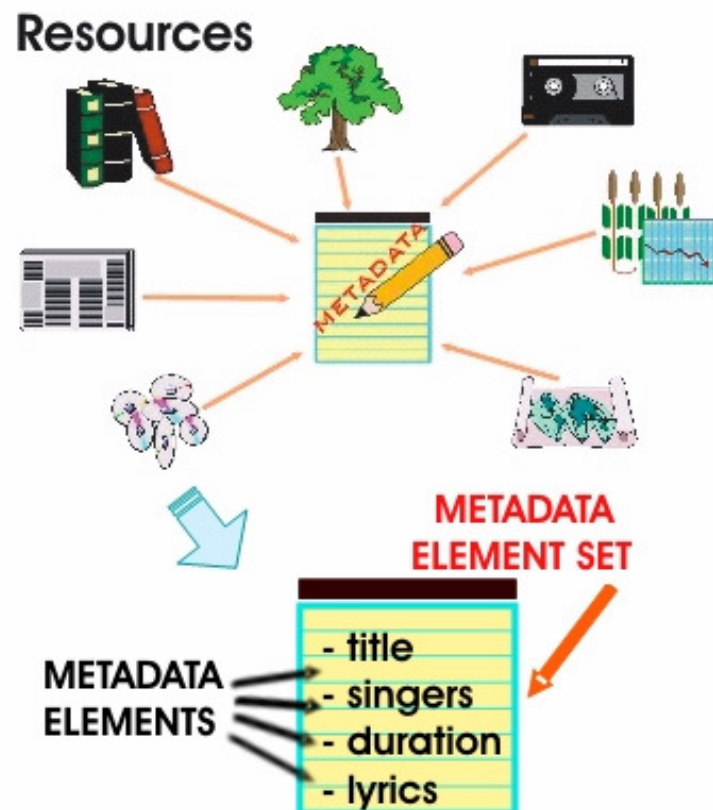 Resources
METADATA
METADATA
ELEMENT SET
METADATA
ELEMENTS
- title
- singers
- duration
- lyrics